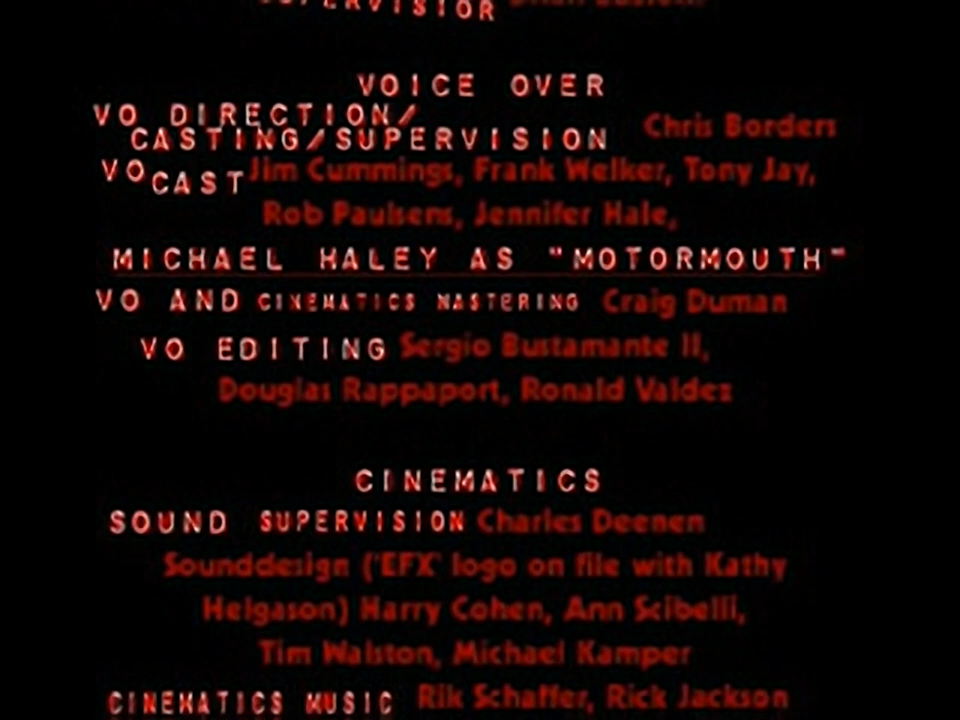 SUPERVISIOR
VOICE OVER
VO DIRECTION/
CASTING/SUPERVISION Chris Borders
VO CAST Jim Cummings, Frank Welker, Tony Jay,
Rob Paulsens, Jennifer Hale,
MICHAEL HALEY AS "MOTORMOUTH"
VO AND CINEMATICS MASTERING Craig Duman
VO EDITING Sergio Bustamante II,
Douglas Rappaport, Ronald Valdez
CINEMATICS
SOUND SUPERVISION Charles Deenen
Sounddesign ('EFX' logo on file with Kathy
Helgason) Harry Cohen, Ann Scibelli,
Tim Walston, Michael Kamper
CINEMATICS MUSIC Rik Schaffer, Rick Jackson